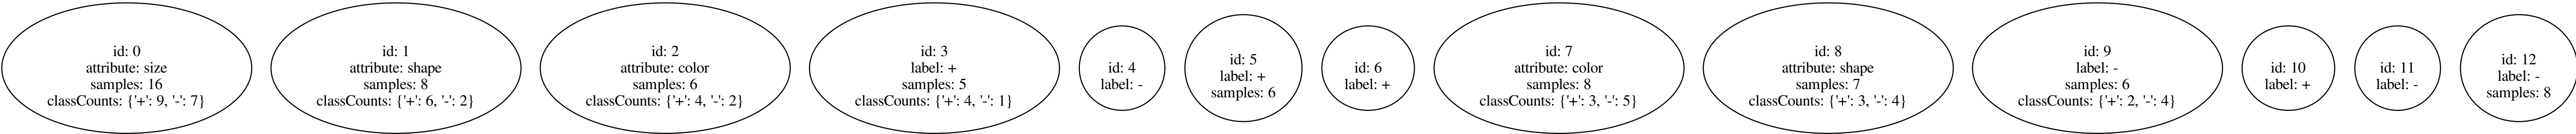 id: 0
attribute: size
samples: 16
classCounts: {'+': 9, '-': 7}
id: 1
attribute: shape
samples: 8
classCounts: {'+': 6, '-': 2}
id: 2
attribute: color
samples: 6
classCounts: {'+': 4, '-': 2}
id: 3
label: +
samples: 5
classCounts: {'+': 4, '-': 1}
id: 4
label: -
id: 5
label: +
samples: 6
id: 6
label: +
id: 7
attribute: color
samples: 8
classCounts: {'+': 3, '-': 5}
id: 8
attribute: shape
samples: 7
classCounts: {'+': 3, '-': 4}
id: 9
label: -
samples: 6
classCounts: {'+': 2, '-': 4}
id: 10
label: +
id: 11
label: -
id: 12
label: -
samples: 8